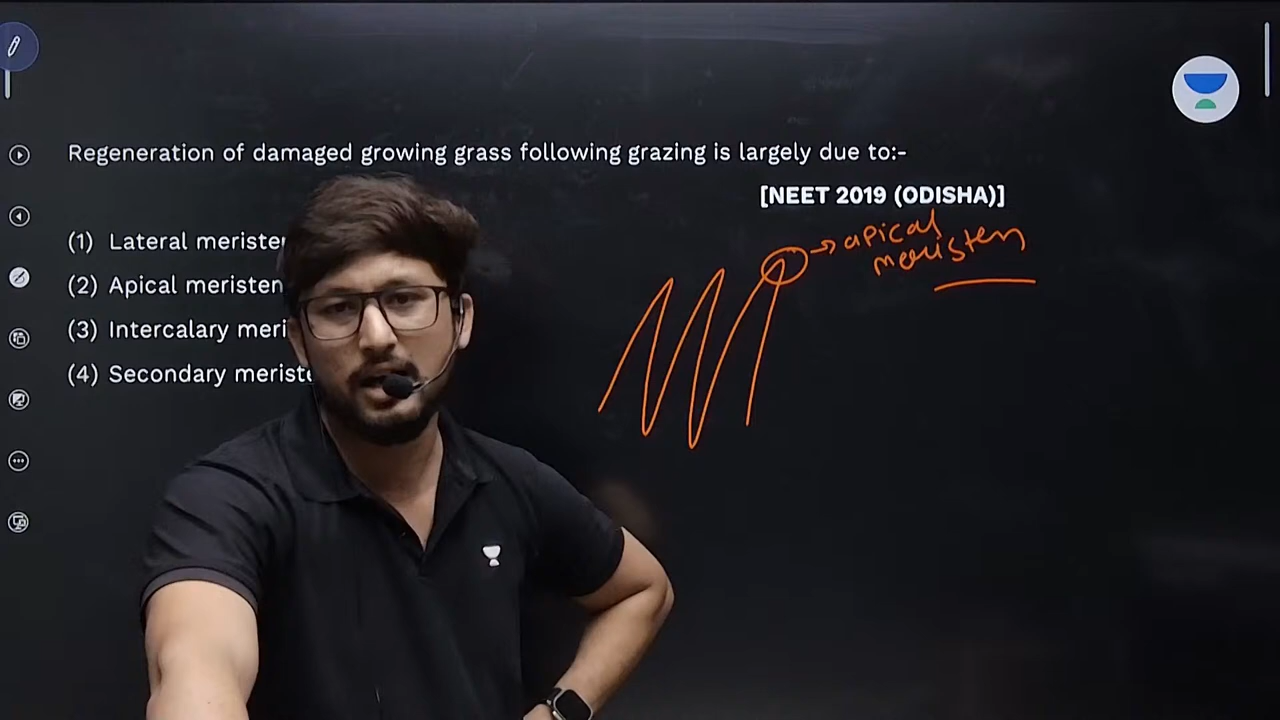 Regeneration of damaged growing grass following grazing is largely due to:-
[NEET 2019 (ODISHA)]
(1) Lateral meriste
(2) Apical meristem
(3) Intercalary meri
(4) Secondary meriste
apical
meristem